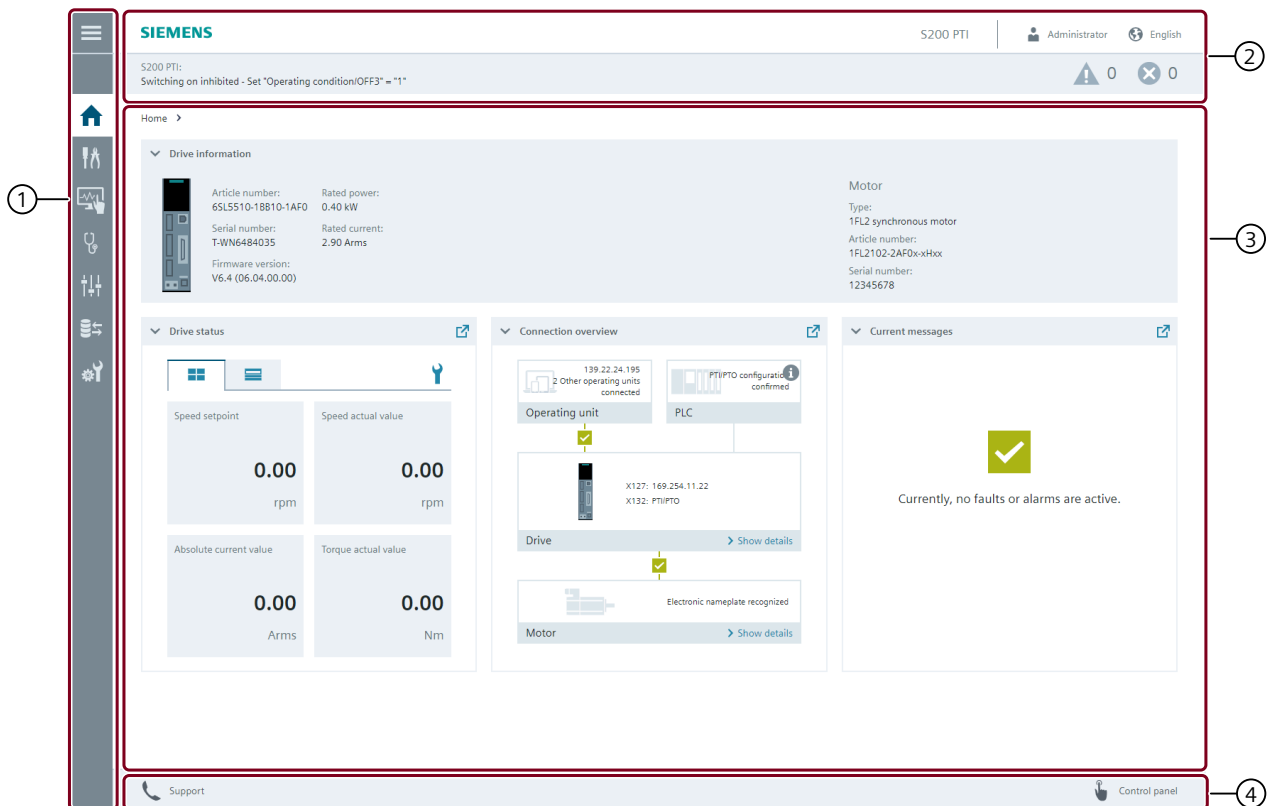 SIEMENS
S200 PTI
Administrator
English
S200 PTI:
Switching on inhibited - Set "Operating condition/OFF3" = "1"
0
0
2
Home
Drive information
Article number:
6SL5510-1BB10-1AF0
Serial number:
T-WN6484035
Firmware version:
V6.4 (06.04.00.00)
Rated power:
0.40 kW
Rated current:
2.90 Arms
Motor
Type:
1FL2 synchronous motor
Article number:
1FL2102-2AF0x-xHxx
Serial number:
12345678
1
3
Drive status
Speed setpoint
0.00
rpm
Speed actual value
0.00
rpm
Absolute current value
0.00
Arms
Torque actual value
0.00
Nm
Connection overview
139.22.24.195
2 Other operating units
connected
Operating unit
PTI/PTO configuratio
confirmed
PLC
X127: 169.254.11.22
X132: PTI/PTO
Drive
Show details
Electronic nameplate recognized
Motor
Show details
Current messages
Currently, no faults or alarms are active.
Support
Control panel
4